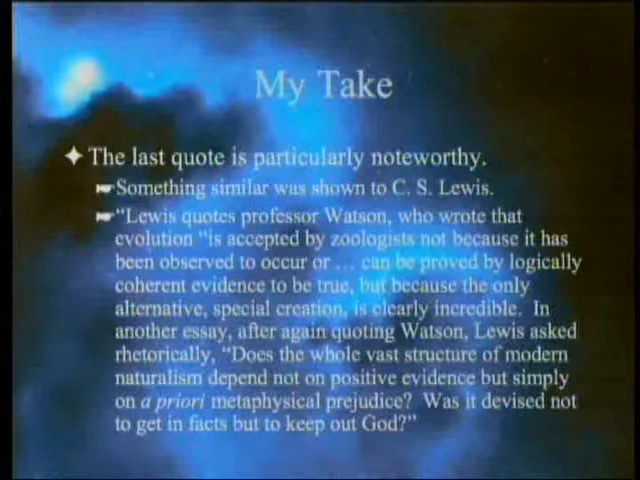 My Take
The last quote is particularly noteworthy.
Something similar was shown to C. S. Lewis.
“Lewis quotes professor Watson, who wrote that
evolution “is accepted by zoologists not because it has
been observed to occur or … can be proved by logically
coherent evidence to be true, but because the only
alternative, special creation, is clearly incredible. In
another essay, after again quoting Watson, Lewis asked
rhetorically, “Does the whole vast structure of modern
naturalism depend not on positive evidence but simply
on a priori metaphysical prejudice? Was it devised not
to get in facts but to keep out God?”